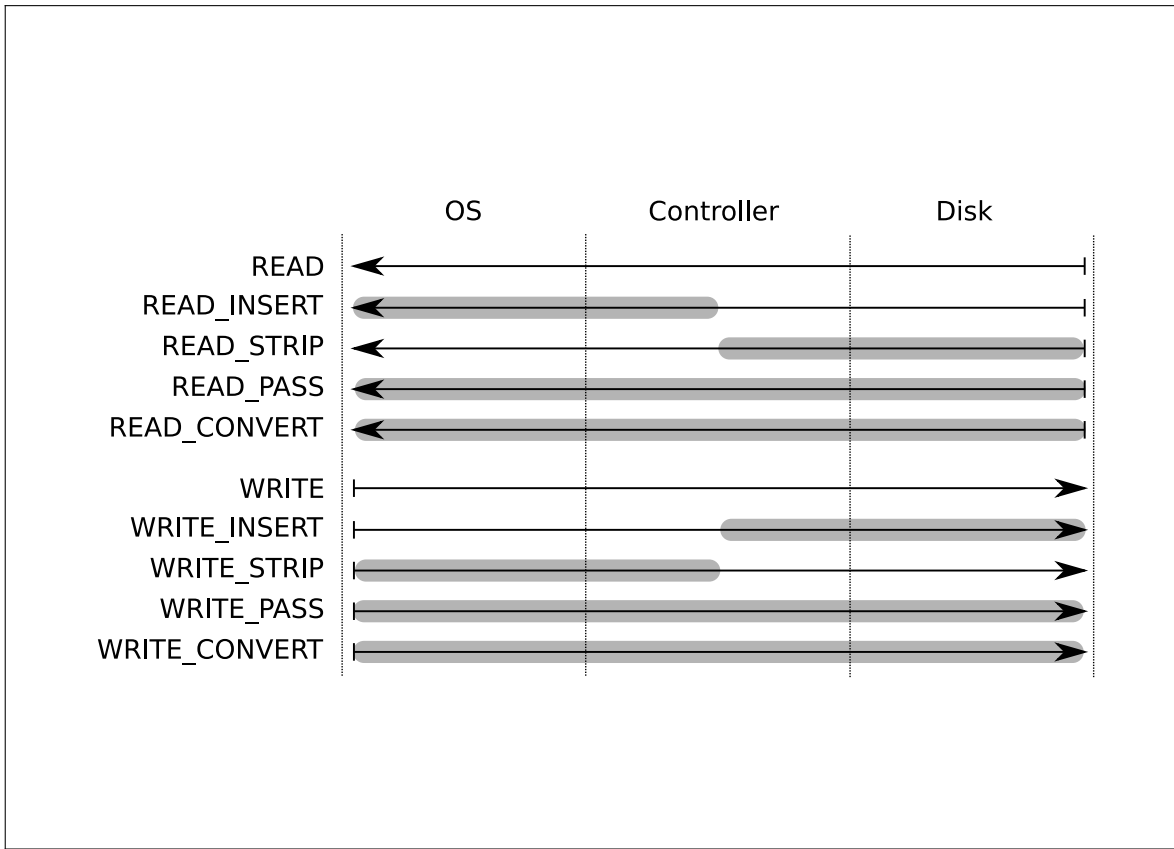 OS Controller Disk
READ
READ_INSERT
READ_STRIP
READ_PASS
READ_CONVERT
WRITE
WRITE_INSERT
WRITE_STRIP
WRITE_PASS
WRITE_CONVERT